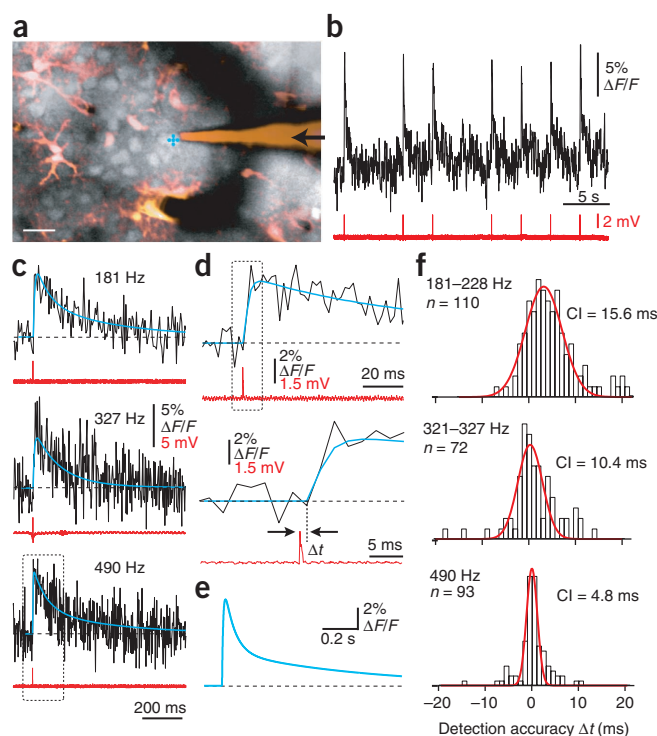 a
b
5%
ΔF/F
5 s
2 mV
c
181 Hz
327 Hz
5%
ΔF/F
5 mV
490 Hz
200 ms
d
2%
ΔF/F
1.5 mV
20 ms
2%
ΔF/F
1.5 mV
Δt
5 ms
e
2%
ΔF/F
0.2 s
f
181–228 Hz
n = 110
CI = 15.6 ms
321–327 Hz
n = 72
CI = 10.4 ms
490 Hz
n = 93
CI = 4.8 ms
–20 –10 0 10 20
Detection accuracy Δt (ms)